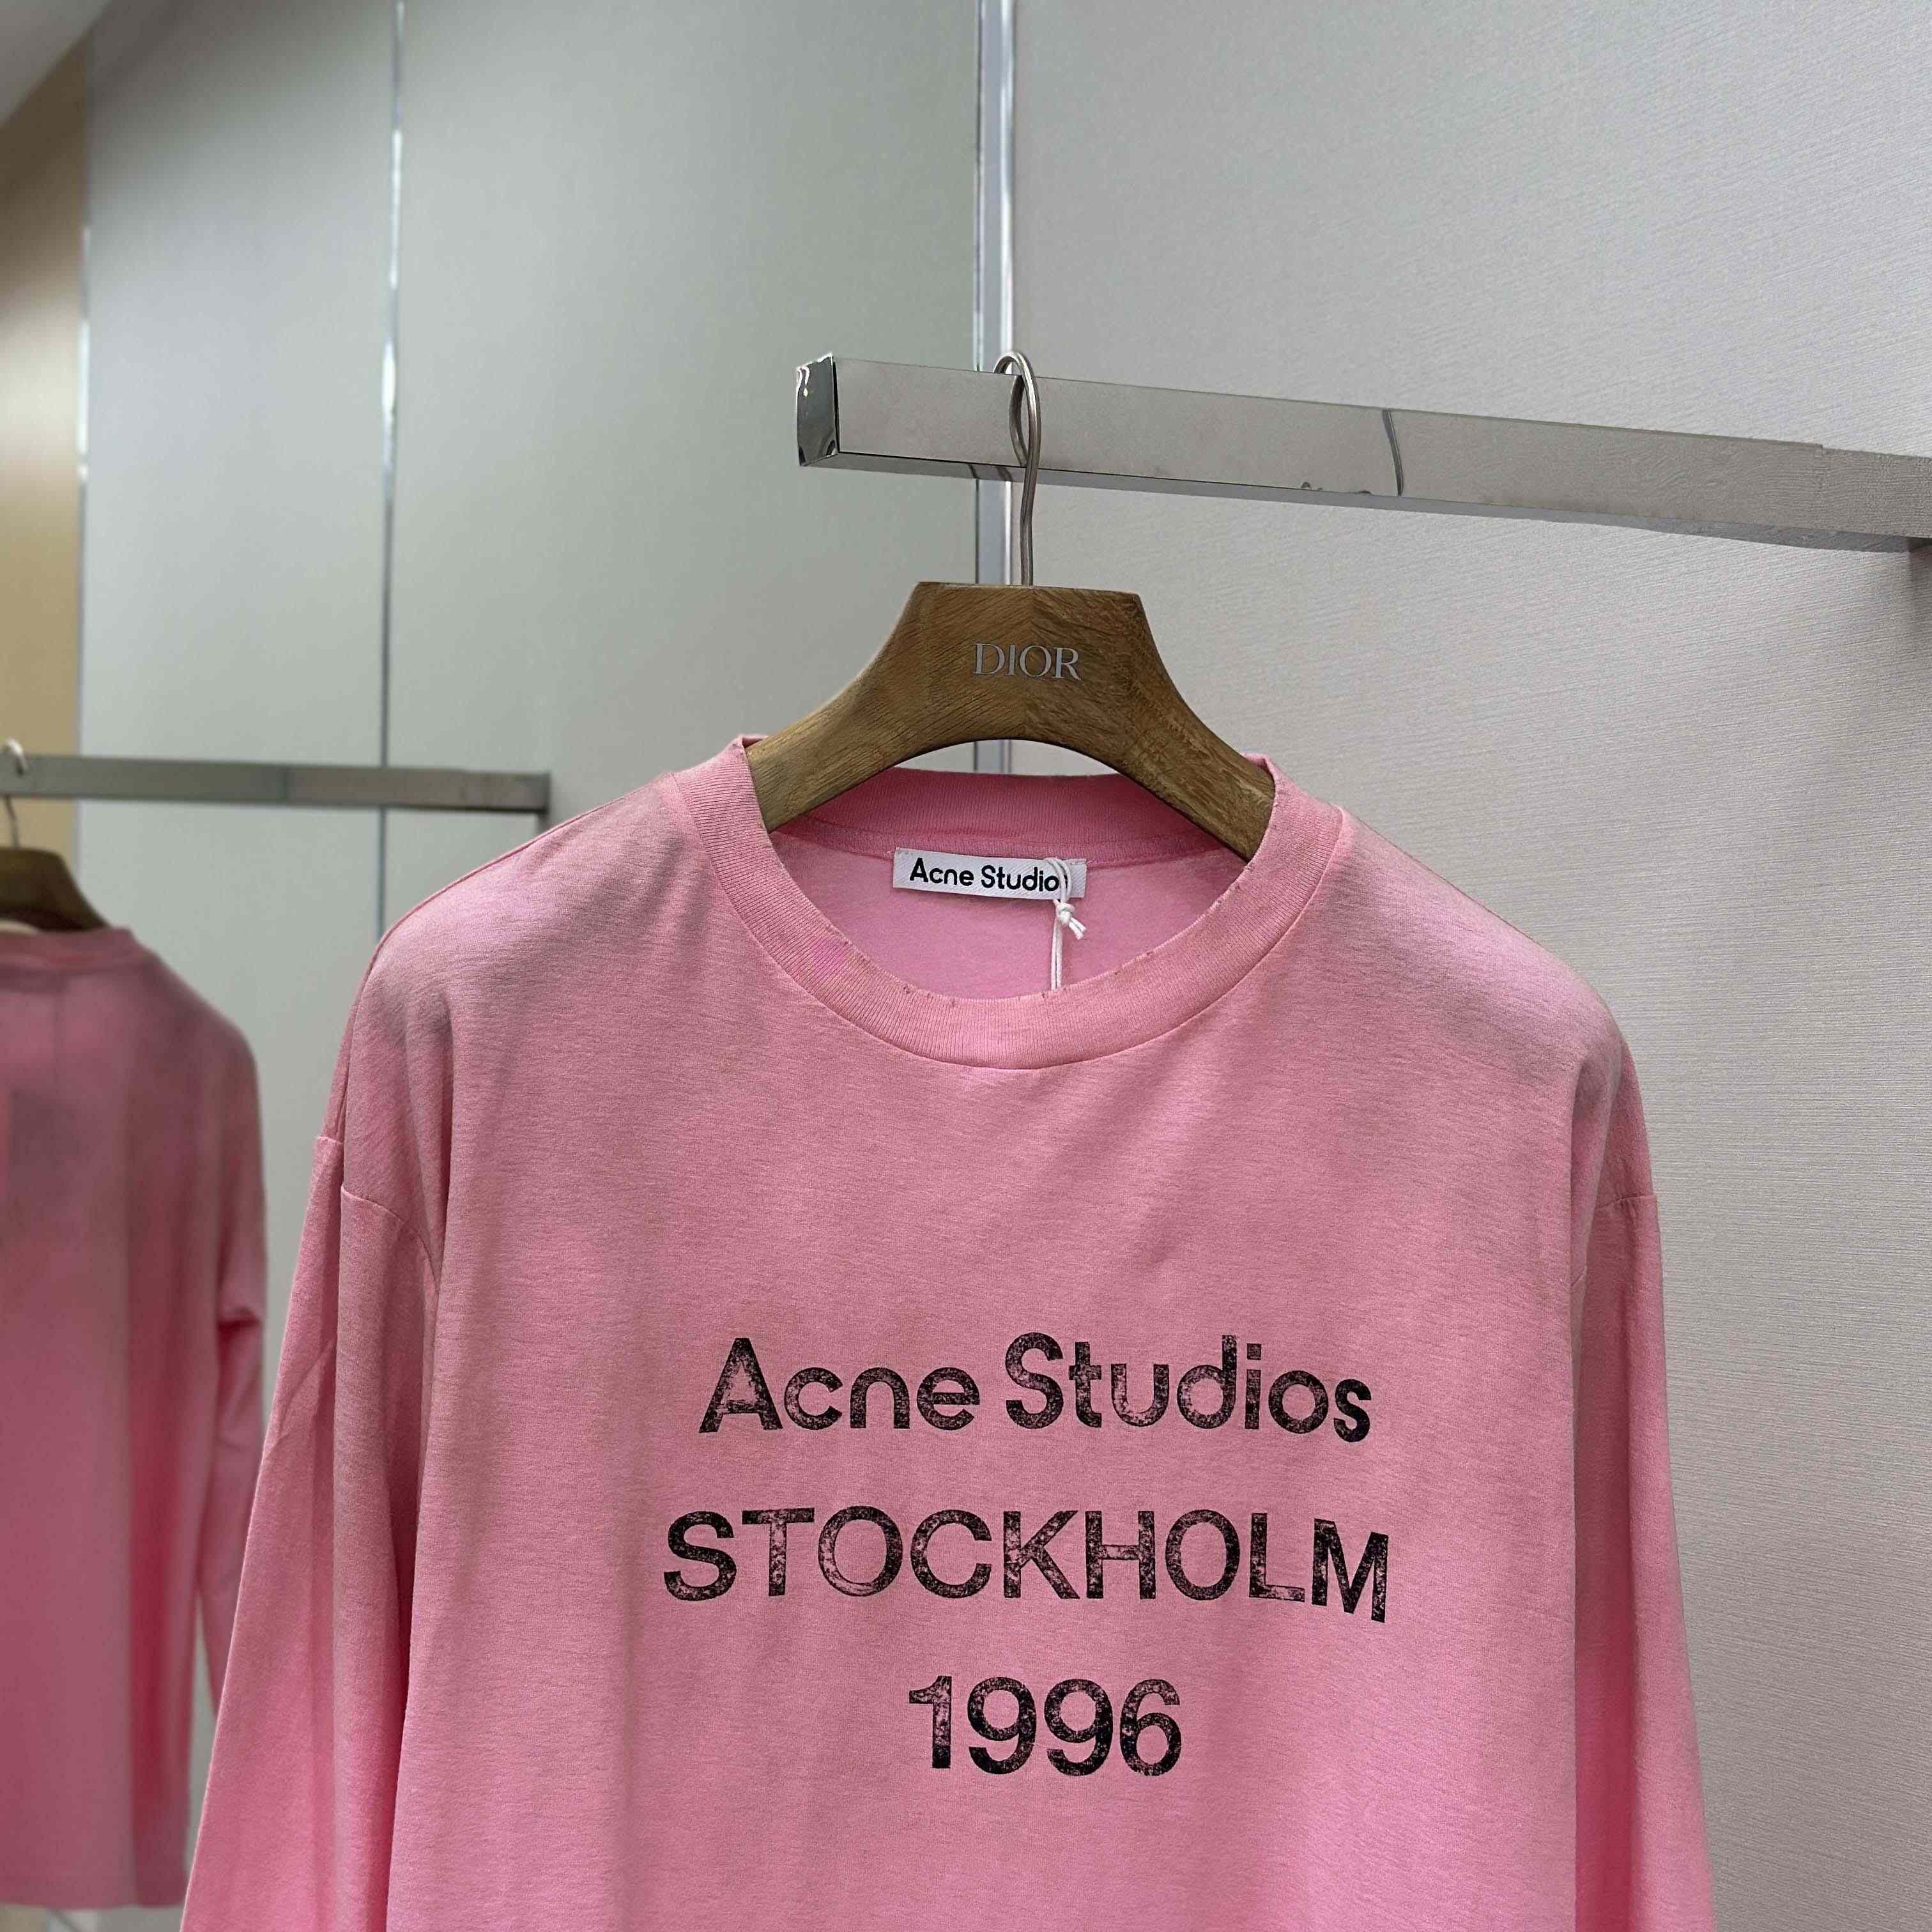 DIOR
Acne Studio
Acne Studios
STOCKHOLM
1996